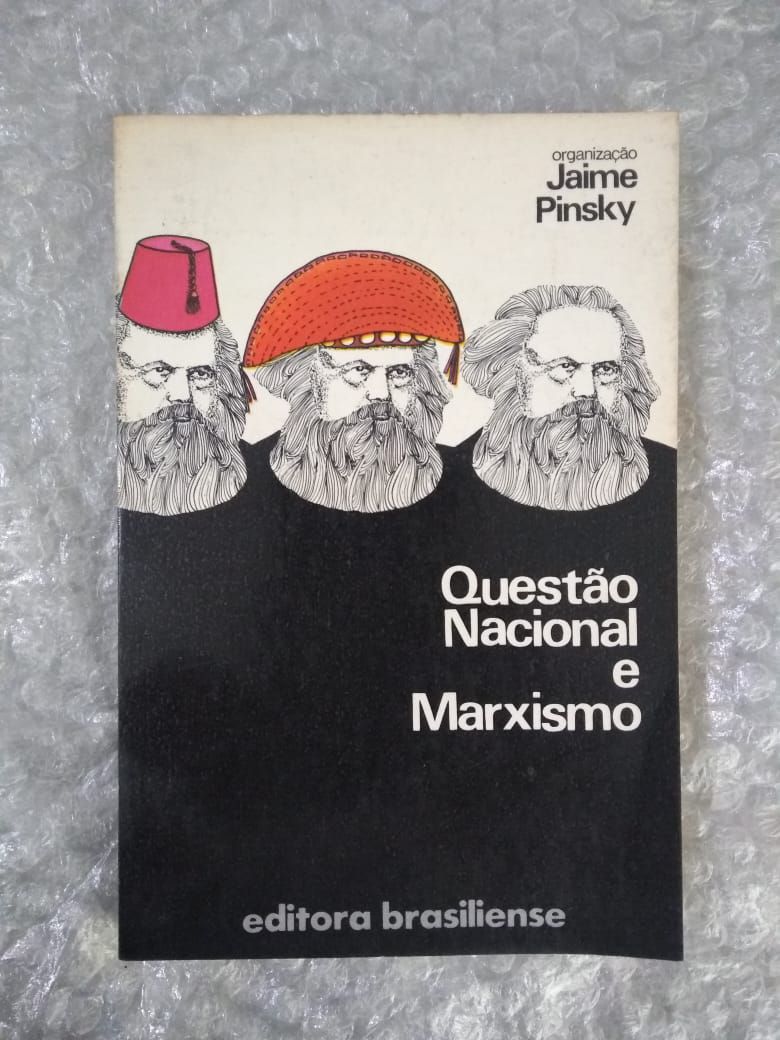 organização
Jaime
Pinsky
Questão
Nacional
e
Marxismo
editora brasiliense